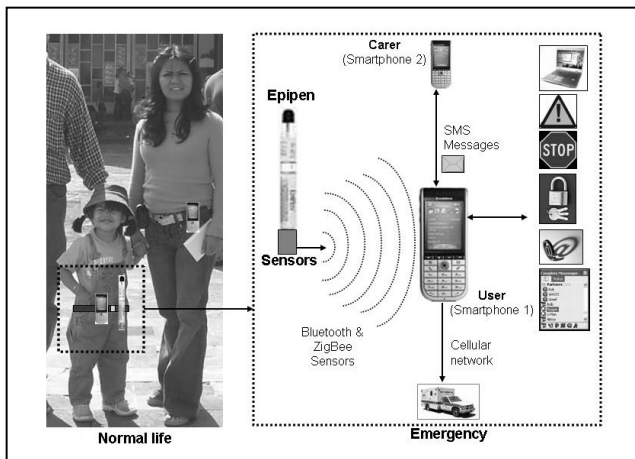 Carer
(Smartphone 2)
Epipen
SMS
Messages
STOP
Sensors
User
(Smartphone 1)
Bluetooth &
ZigBee
Sensors
Cellular
network
Normal life
Emergency